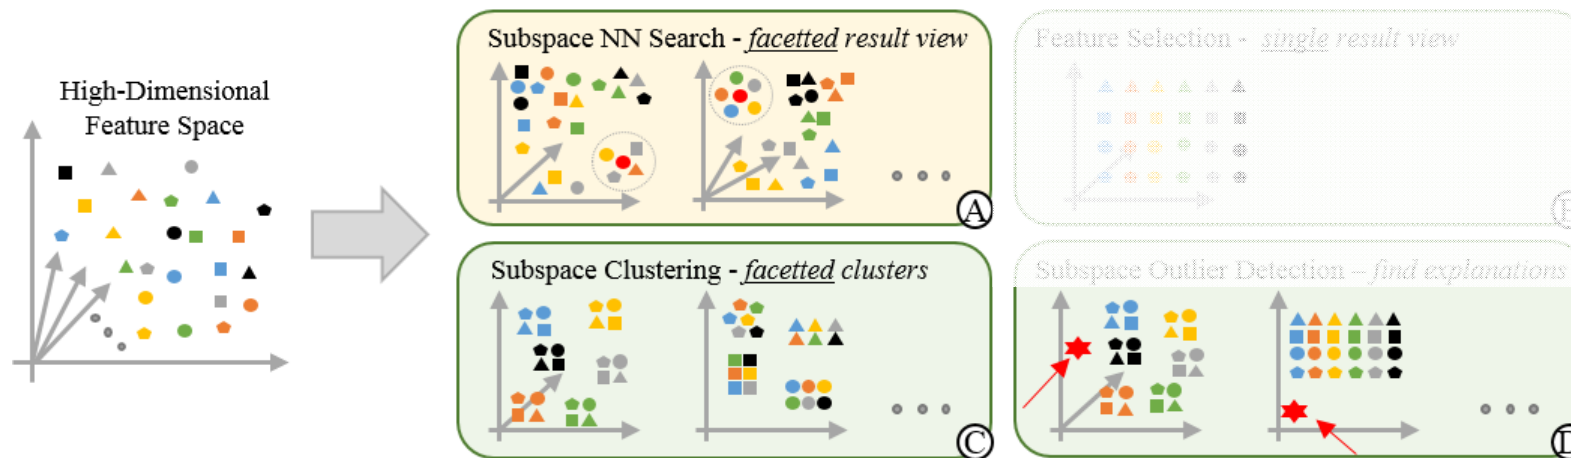 High-Dimensional
Feature Space
Subspace NN Search - facetted result view
A
Feature Selection - single result view
Subspace Clustering - facetted clusters
C
Subspace Outlier Detection – find explanations
D